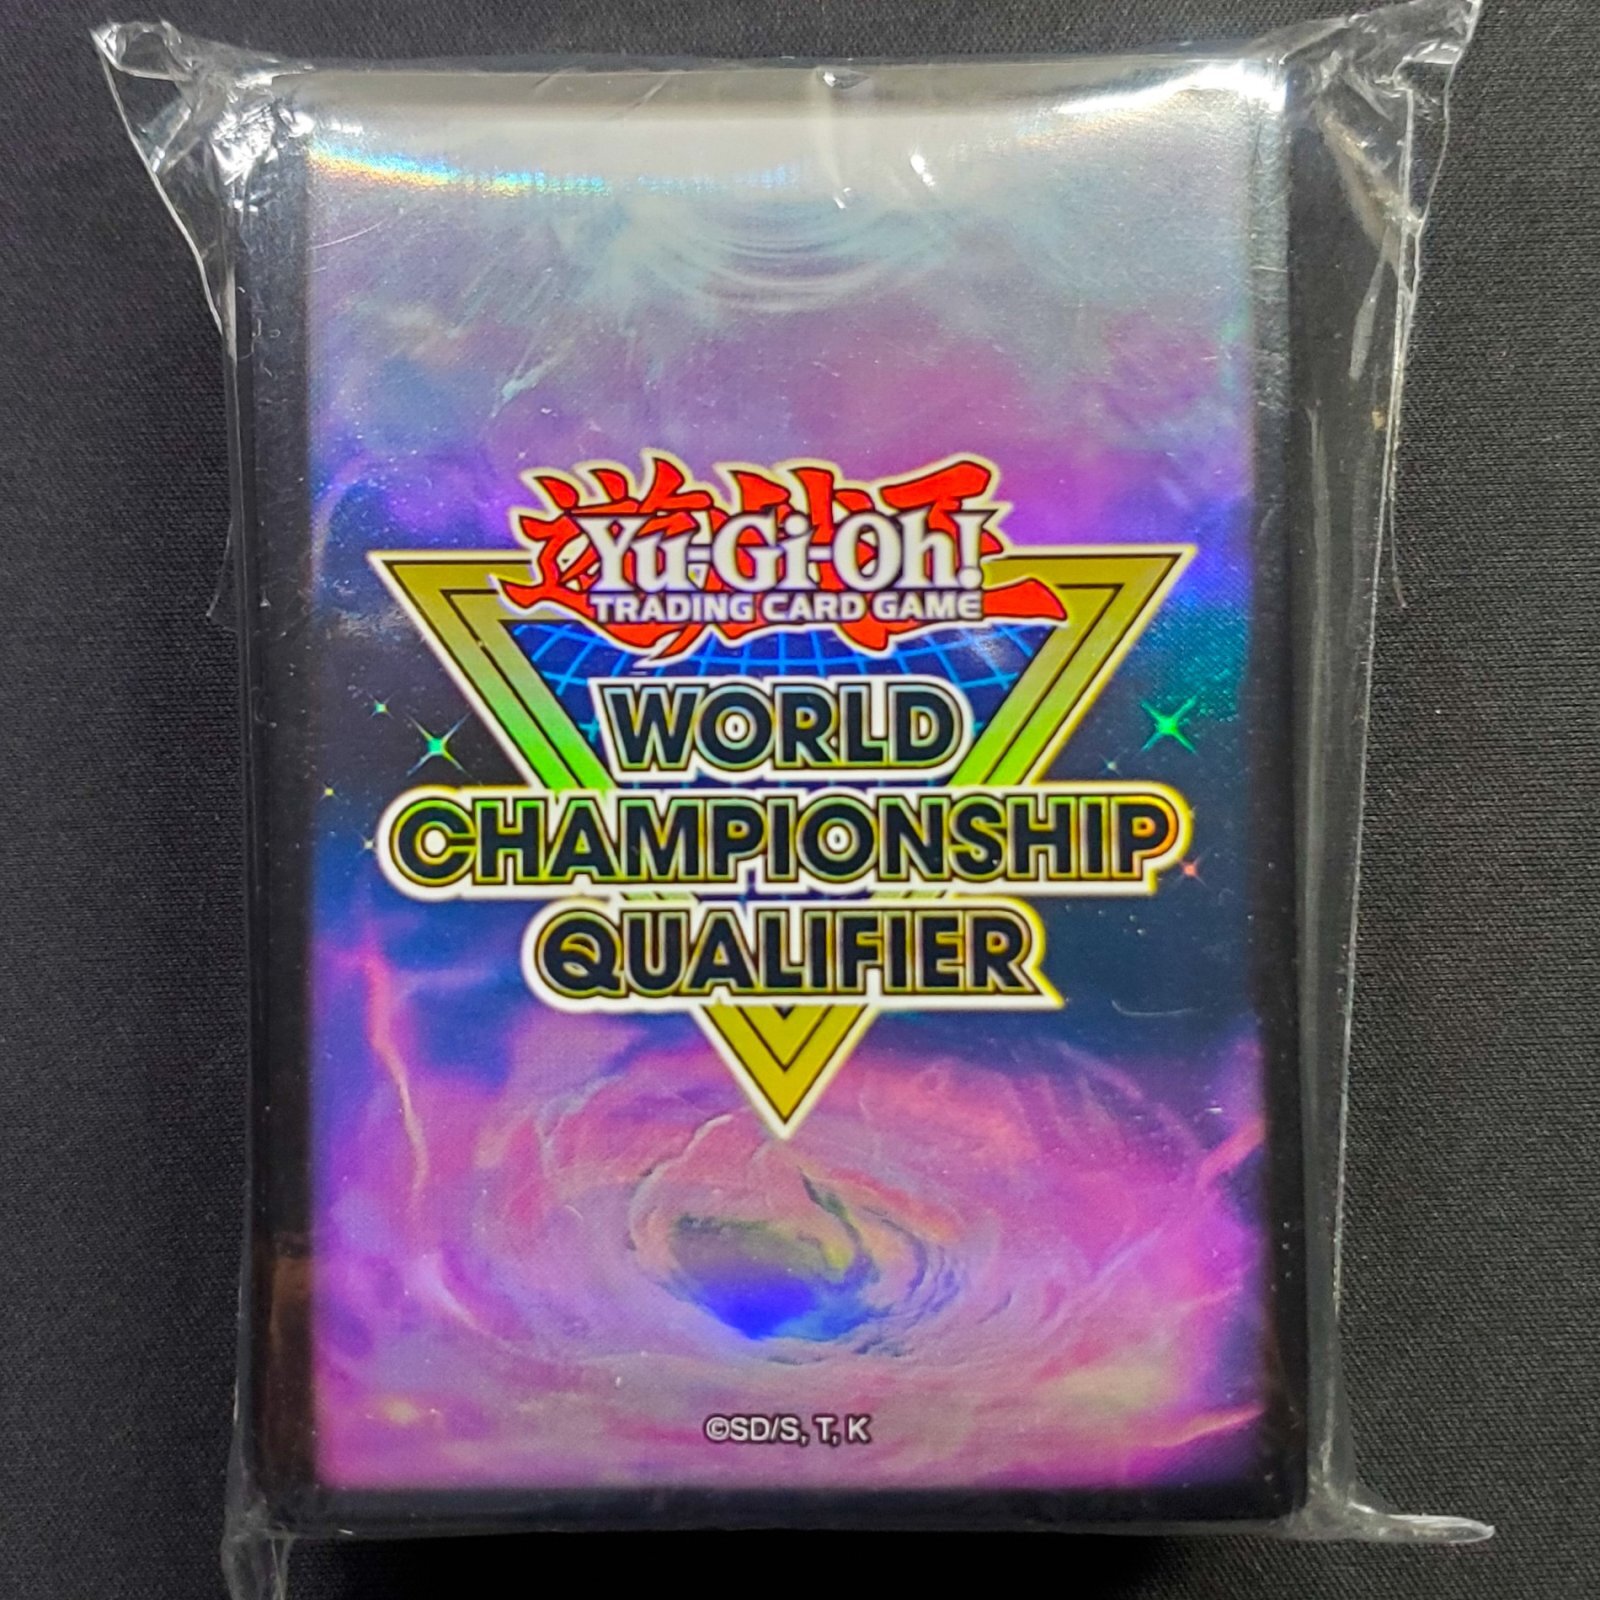 遊戯王
Yu-Gi-Oh!
TRADING CARD GAME
WORLD
CHAMPIONSHIP
QUALIFIER
©SD/S, T, K